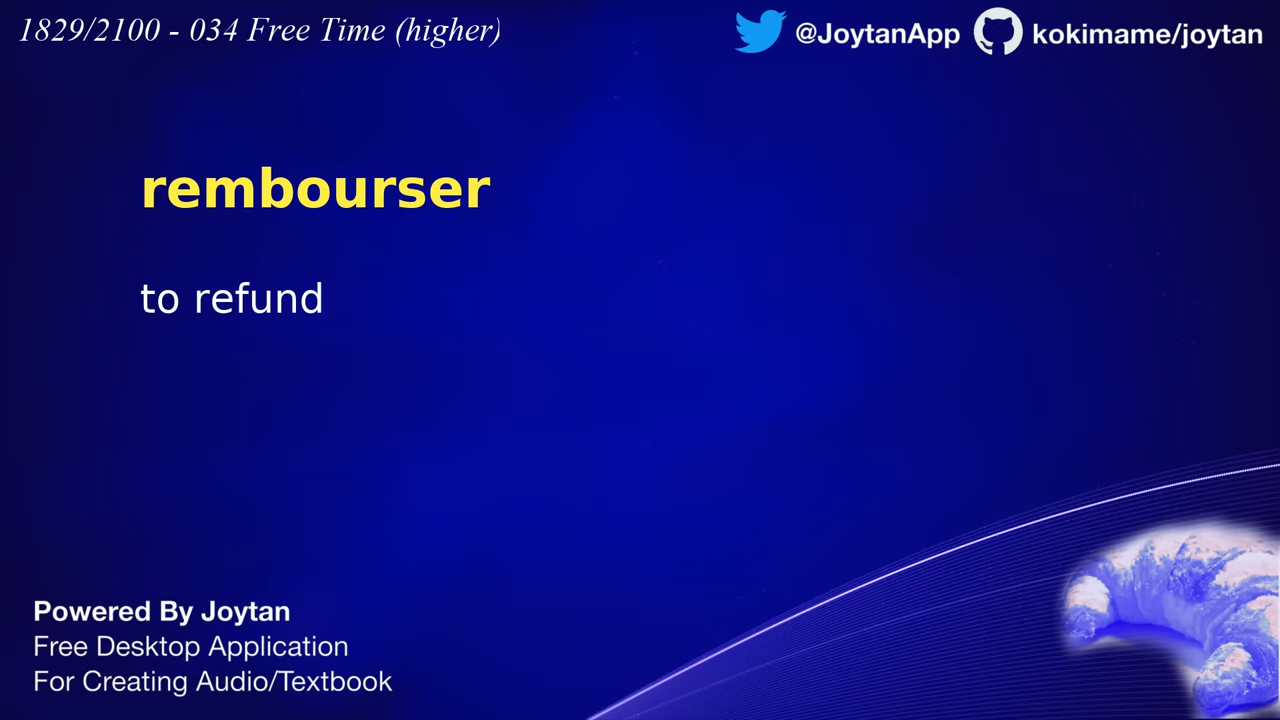 1829/2100 - 034 Free Time (higher)
@JoytanApp
kokimame/joytan
rembourser
to refund
Powered By Joytan
Free Desktop Application
For Creating Audio/Textbook